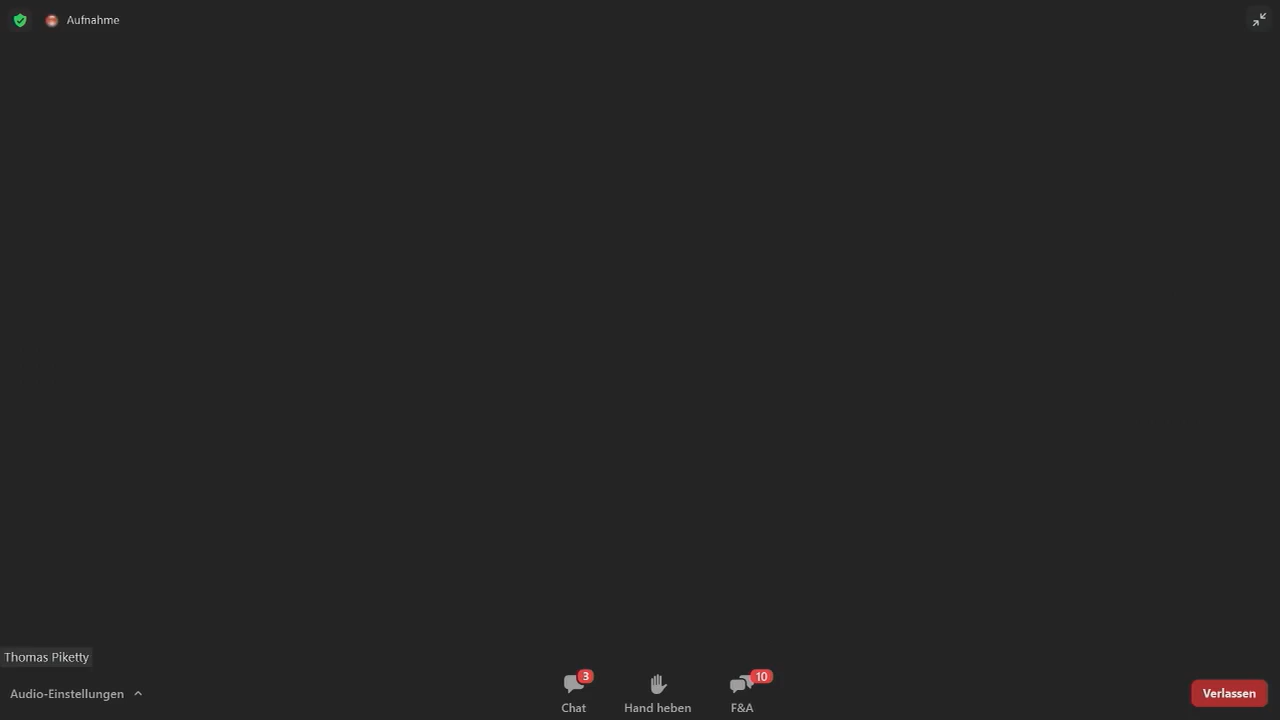 Aufnahme
Thomas Piketty
Audio-Einstellungen
3
Chat
Hand heben
10
F&A
Verlassen